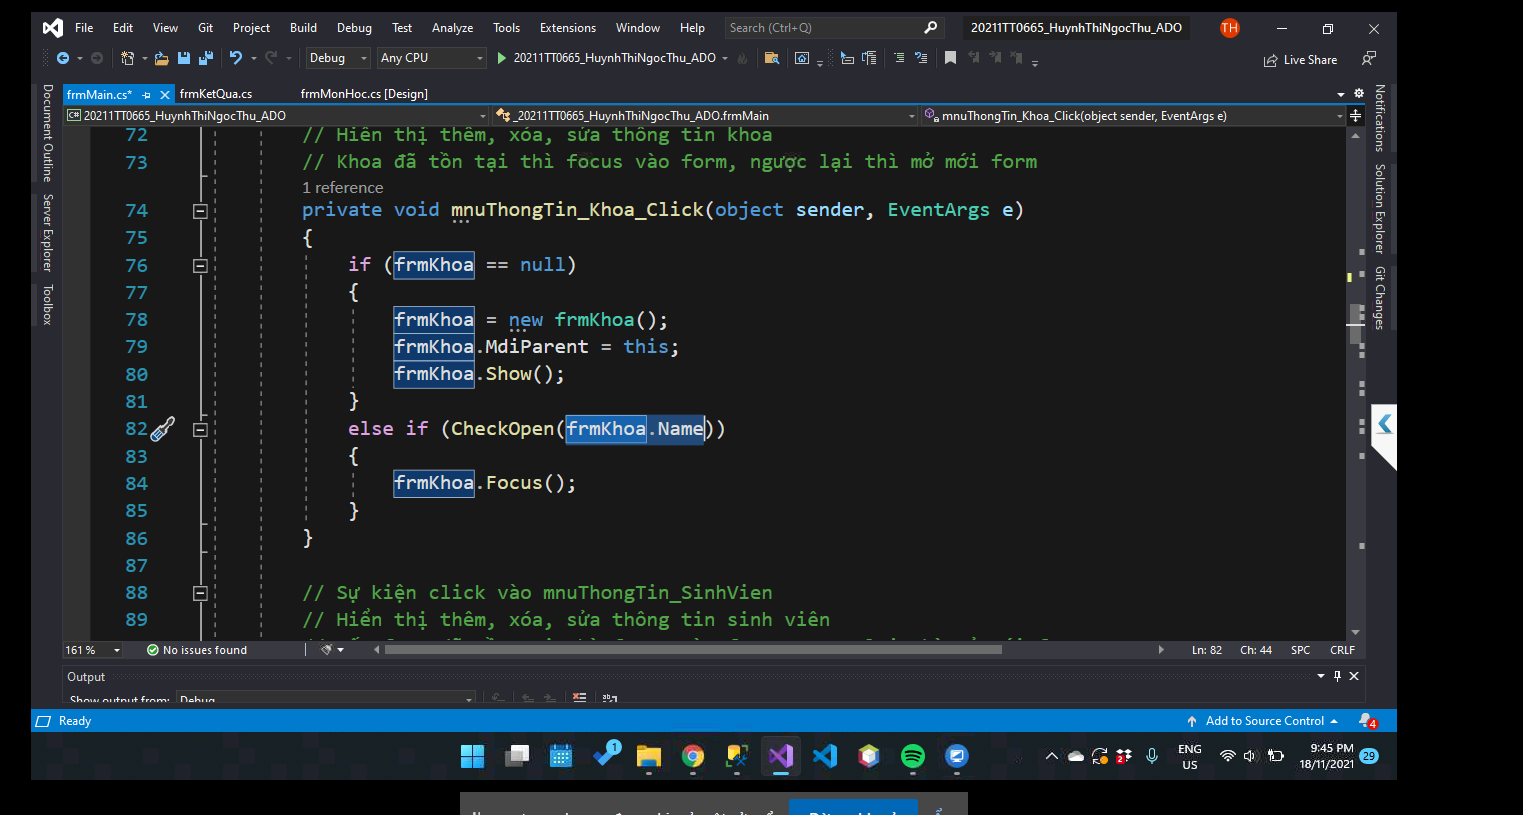 File Edit View Git Project Build Debug Test Analyze Tools Extensions Window Help Search (Ctrl+Q) 20211TT0665_HuynhThiNgocThu_ADO TH
Debug Any CPU 20211TT0665_HuynhThiNgocThu_ADO Live Share
frmMain.cs* frmKetQua.cs frmMonHoc.cs [Design]
C# 20211TT0665_HuynhThiNgocThu_ADO _20211TT0665_HuynhThiNgocThu_ADO.frmMain mnuThongTin_Khoa_Click(object sender, EventArgs e)
Document Outline
Server Explorer
Toolbox
Notifications
Solution Explorer
Git Changes
72 // Hiển thị thêm, xóa, sửa thông tin khoa
73 // Khoa đã tồn tại thì focus vào form, ngược lại thì mở mới form
1 reference
74 private void mnuThongTin_Khoa_Click(object sender, EventArgs e)
75 {
76 if (frmKhoa == null)
77 {
78 frmKhoa = new frmKhoa();
79 frmKhoa.MdiParent = this;
80 frmKhoa.Show();
81 }
82 else if (CheckOpen(frmKhoa.Name))
83 {
84 frmKhoa.Focus();
85 }
86 }
87
88 // Sự kiện click vào mnuThongTin_SinhVien
89 // Hiển thị thêm, xóa, sửa thông tin sinh viên
161 % No issues found Ln: 82 Ch: 44 SPC CRLF
Output
Show output from: Debug
Ready Add to Source Control 4
1 2 ENG US 9:45 PM 18/11/2021 29